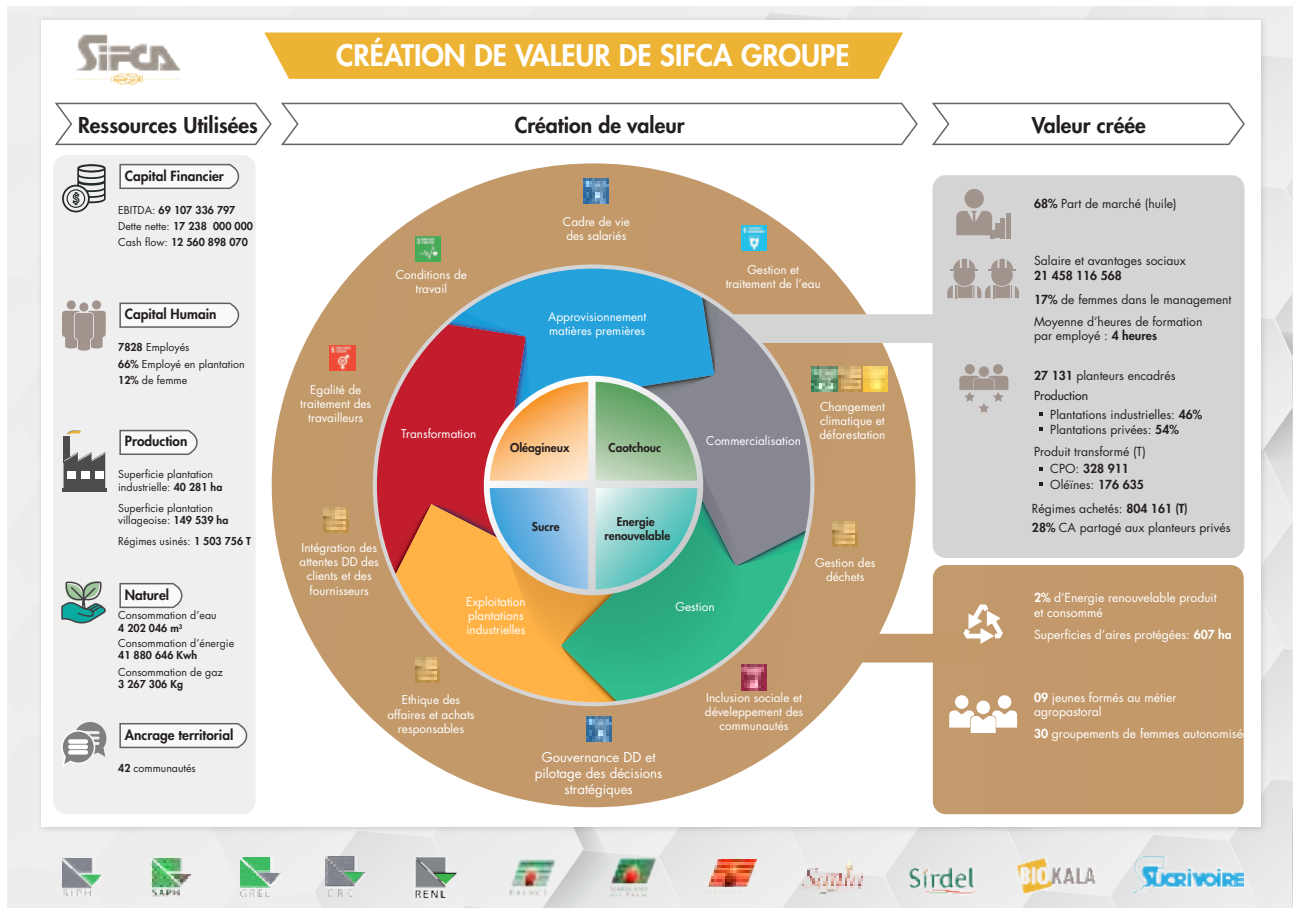 SIFCA
CRÉATION DE VALEUR DE SIFCA GROUPE
Ressources Utilisées
Création de valeur
Valeur créée
Capital Financier
EBITDA: 69 107 336 797
Dette nette: 17 238 000 000
Cash flow: 12 560 898 070
Capital Humain
7828 Employés
66% Employé en plantation
12% de femme
Production
Superficie plantation
industrielle: 40 281 ha
Superficie plantation
villageoise: 149 539 ha
Régimes usinés: 1 503 756 T
Naturel
Consommation d'eau
4 202 046 m³
Consommation d'énergie
41 880 646 Kwh
Consommation de gaz
3 267 306 Kg
Ancrage territorial
42 communautés
Cadre de vie
des salariés
Gestion et
traitement de l'eau
Changement
climatique et
déforestation
Gestion des
déchets
Inclusion sociale et
déveleppement des
communautés
Gouvernance DD et
pilotage des décisions
stratégiques
Ethique des
affaires et achats
responsables
Intégration des
attentes DD des
clients et des
fournisseurs
Egalité de
traitement des
travailleurs
Conditions de
travail
Approvisionnement
matières premières
Commercialisation
Gestion
Exploitation
plantations
industrielles
Transformation
Oléagineux
Caotchouc
Sucre
Energie
renouvelable
68% Part de marché (huile)
Salaire et avantages sociaux
21 458 116 568
17% de femmes dans le management
Moyenne d'heures de formation
par employé : 4 heures
27 131 planteurs encadrés
Production
▪ Plantations industrielles: 46%
▪ Plantations privées: 54%
Produit transformé (T)
▪ CPO: 328 911
▪ Oléïnes: 176 635
Régimes achetés: 804 161 (T)
28% CA partagé aux planteurs privés
2% d'Energie renouvelable produit
et consommé
Superficies d'aires protégées: 607 ha
09 jeunes formés au métier
agropastoral
30 groupements de femmes autonomisé
SIPH
SAPH
GREL
CRC
RENL
Sania
Sirdel
BIOKALA
SUCRIVOIRE